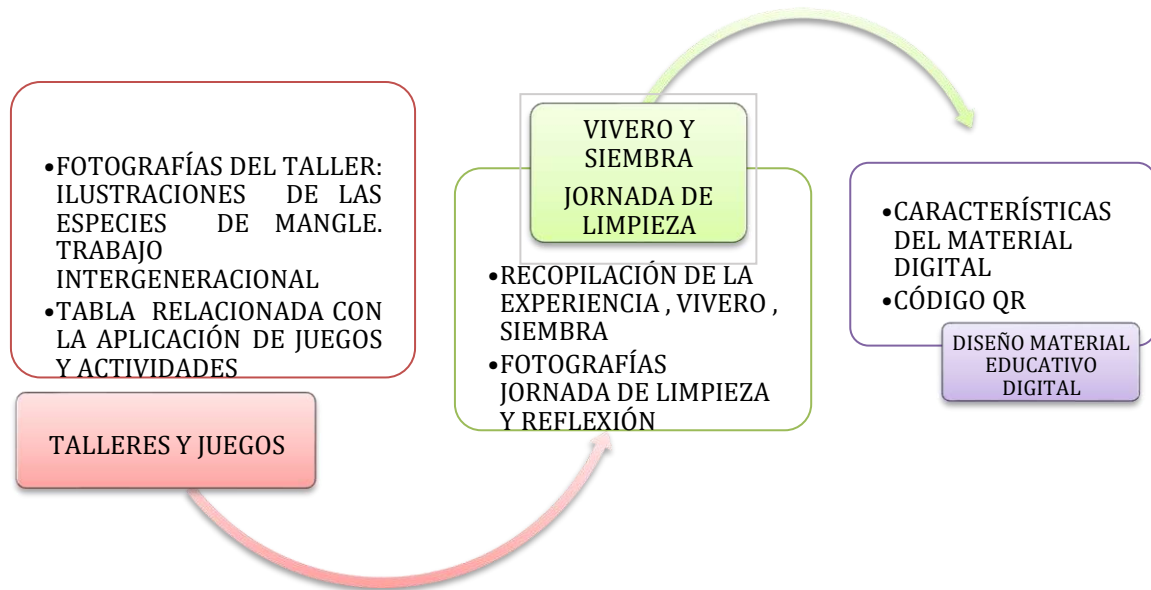 •FOTOGRAFÍAS DEL TALLER:
ILUSTRACIONES DE LAS
ESPECIES DE MANGLE.
TRABAJO
INTERGENERACIONAL
•TABLA RELACIONADA CON
LA APLICACIÓN DE JUEGOS
Y ACTIVIDADES
TALLERES Y JUEGOS
VIVERO Y
SIEMBRA
JORNADA DE
LIMPIEZA
•RECOPILACIÓN DE LA
EXPERIENCIA , VIVERO ,
SIEMBRA
•FOTOGRAFÍAS
JORNADA DE LIMPIEZA
Y REFLEXIÓN
•CARACTERÍSTICAS
DEL MATERIAL
DIGITAL
•CÓDIGO QR
DISEÑO MATERIAL
EDUCATIVO
DIGITAL